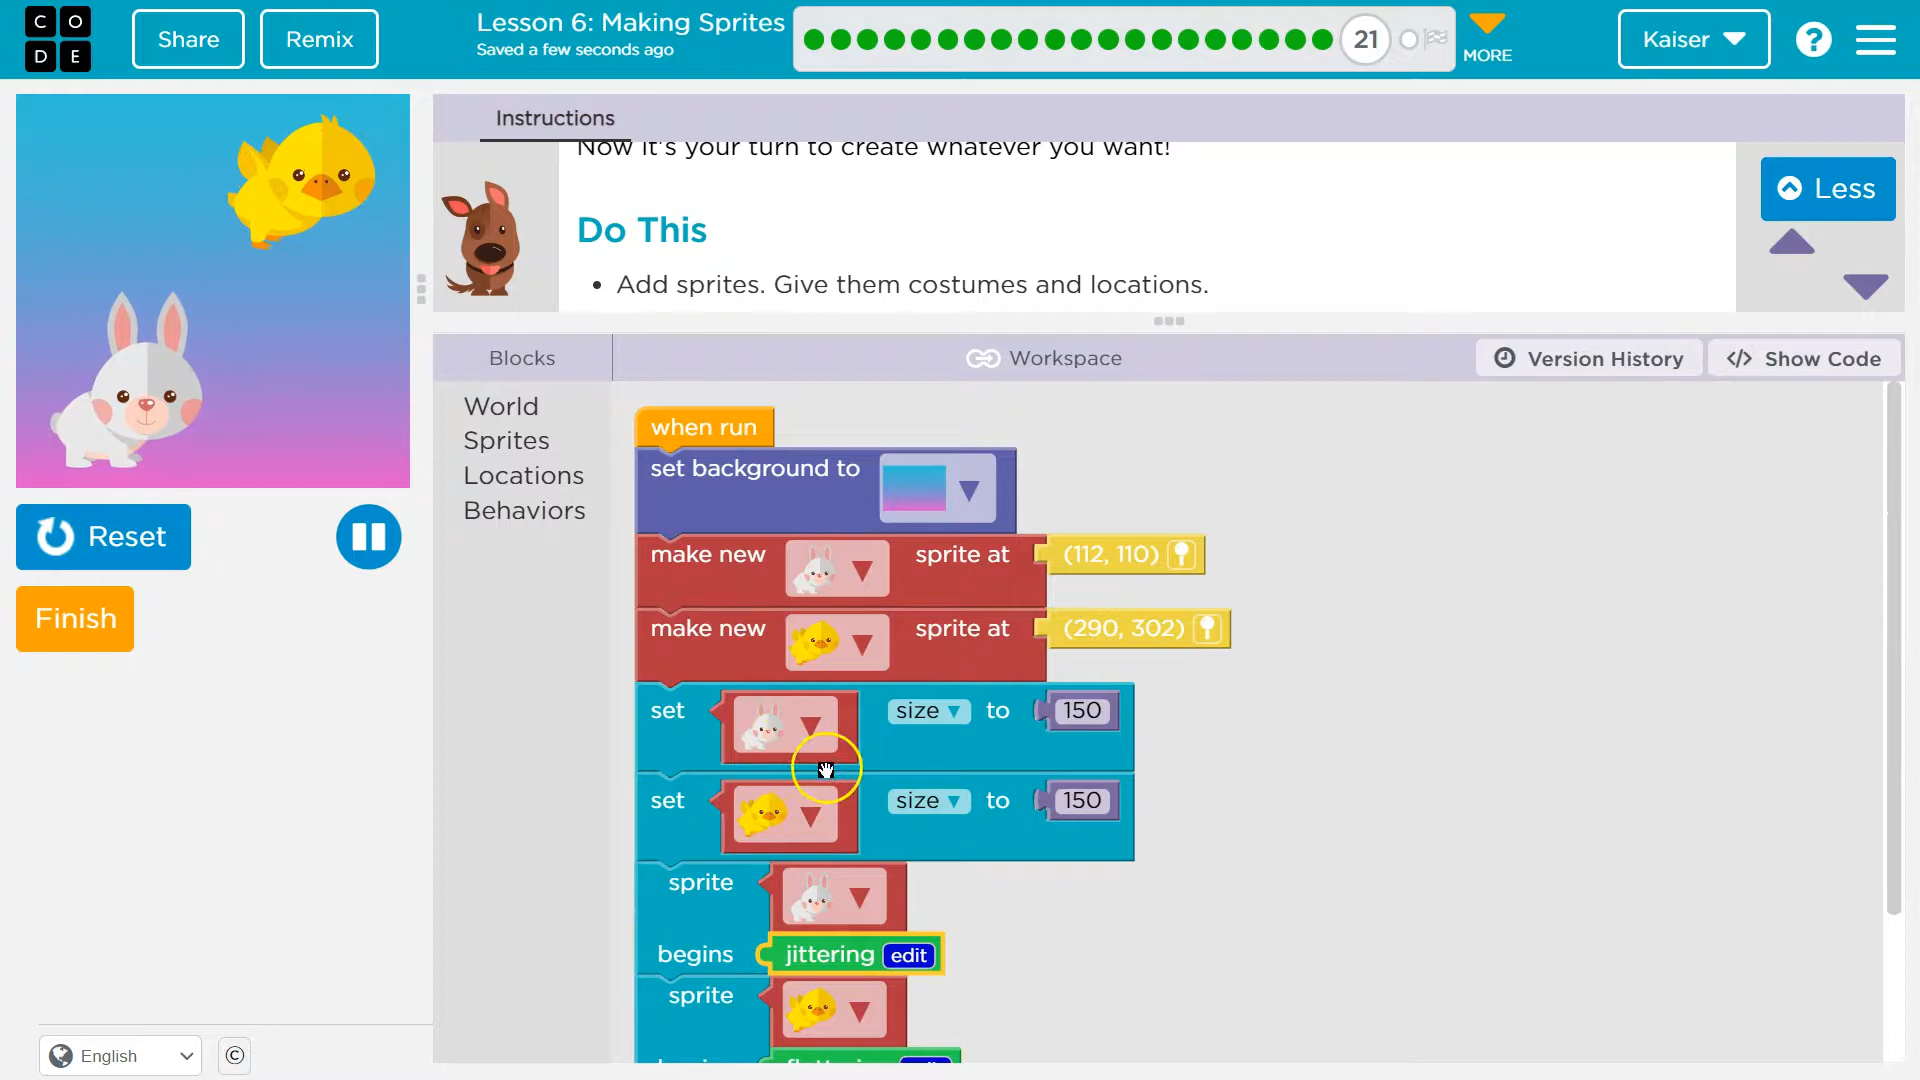 C O
D E
Share
Remix
Lesson 6: Making Sprites
Saved a few seconds ago
21
MORE
Kaiser
?
Instructions
Now it's your turn to create whatever you want!
Do This
• Add sprites. Give them costumes and locations.
Less
Reset
Finish
Blocks
Workspace
Version History
</> Show Code
World
Sprites
Locations
Behaviors
when run
set background to
make new sprite at (112, 110)
make new sprite at (290, 302)
set size to 150
set size to 150
sprite
begins jittering edit
sprite
English
©